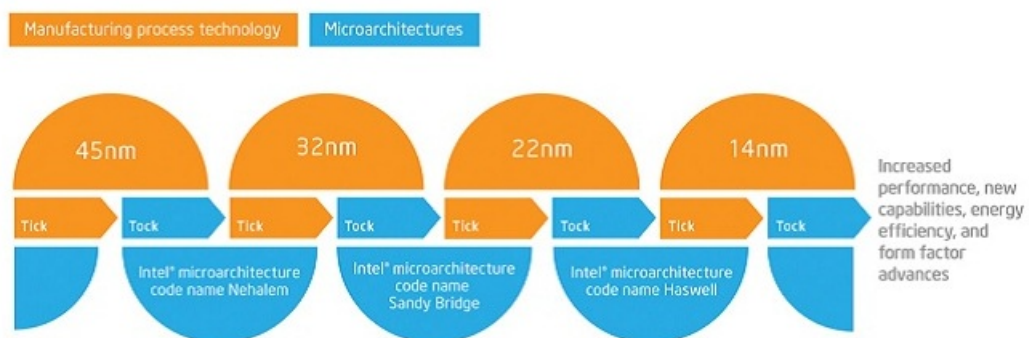 Manufacturing process technology
Microarchitectures
45nm
32nm
22nm
14nm
Tick
Tock
Tick
Tock
Tick
Tock
Tick
Tock
Intel® microarchitecture
code name Nehalem
Intel® microarchitecture
code name
Sandy Bridge
Intel® microarchitecture
code name Haswell
Increased
performance, new
capabilities, energy
efficiency, and
form factor
advances